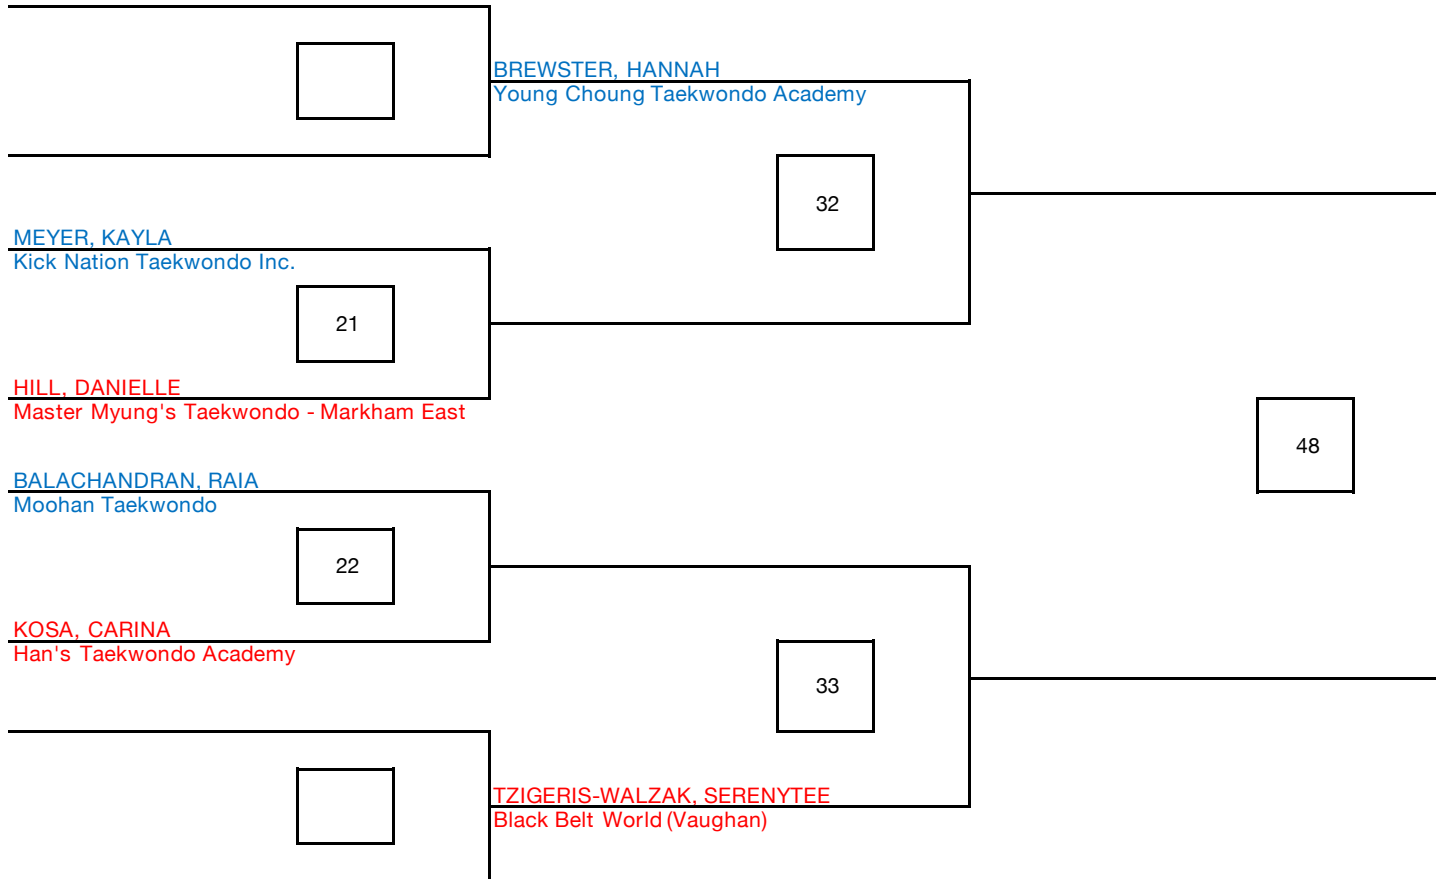 BREWSTER, HANNAH
Young Choung Taekwondo Academy
32
MEYER, KAYLA
Kick Nation Taekwondo Inc.
21
HILL, DANIELLE
Master Myung's Taekwondo - Markham East
48
BALACHANDRAN, RAIA
Moohan Taekwondo
22
KOSA, CARINA
Han's Taekwondo Academy
33
TZIGERIS-WALZAK, SERENYTEE
Black Belt World (Vaughan)